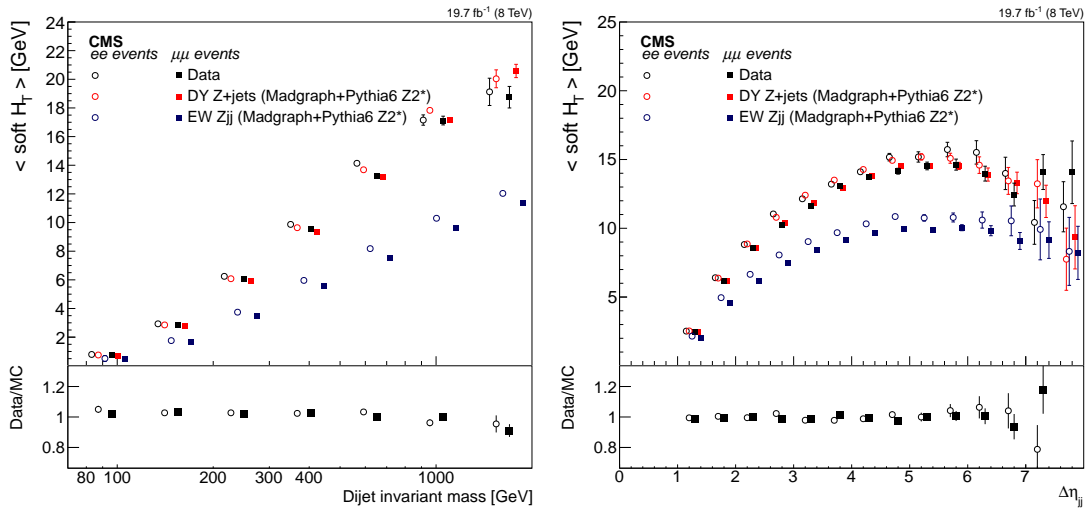 19.7 fb⁻¹ (8 TeV)
< soft H_T > [GeV]
24
22
20
18
16
14
12
10
8
6
4
2
CMS
ee events μμ events
Data
DY Z+jets (Madgraph+Pythia6 Z2*)
EW Zjj (Madgraph+Pythia6 Z2*)
Data/MC
1.2
1
0.8
80 100 200 300 400 1000
Dijet invariant mass [GeV]
19.7 fb⁻¹ (8 TeV)
< soft H_T > [GeV]
25
20
15
10
5
CMS
ee events μμ events
Data
DY Z+jets (Madgraph+Pythia6 Z2*)
EW Zjj (Madgraph+Pythia6 Z2*)
Data/MC
1.2
1
0.8
0 1 2 3 4 5 6 7 8
Δη_jj